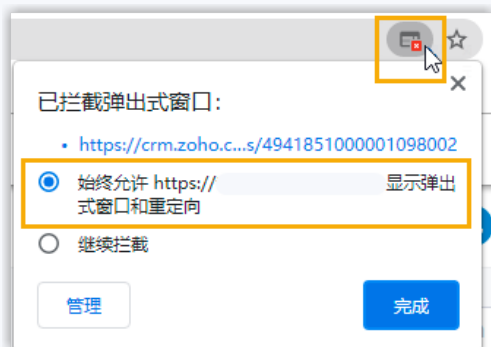 已拦截弹出式窗口：
• https://crm.zoho.c...s/4941851000001098002
始终允许 https:// 显示弹出
式窗口和重定向
继续拦截
管理 完成